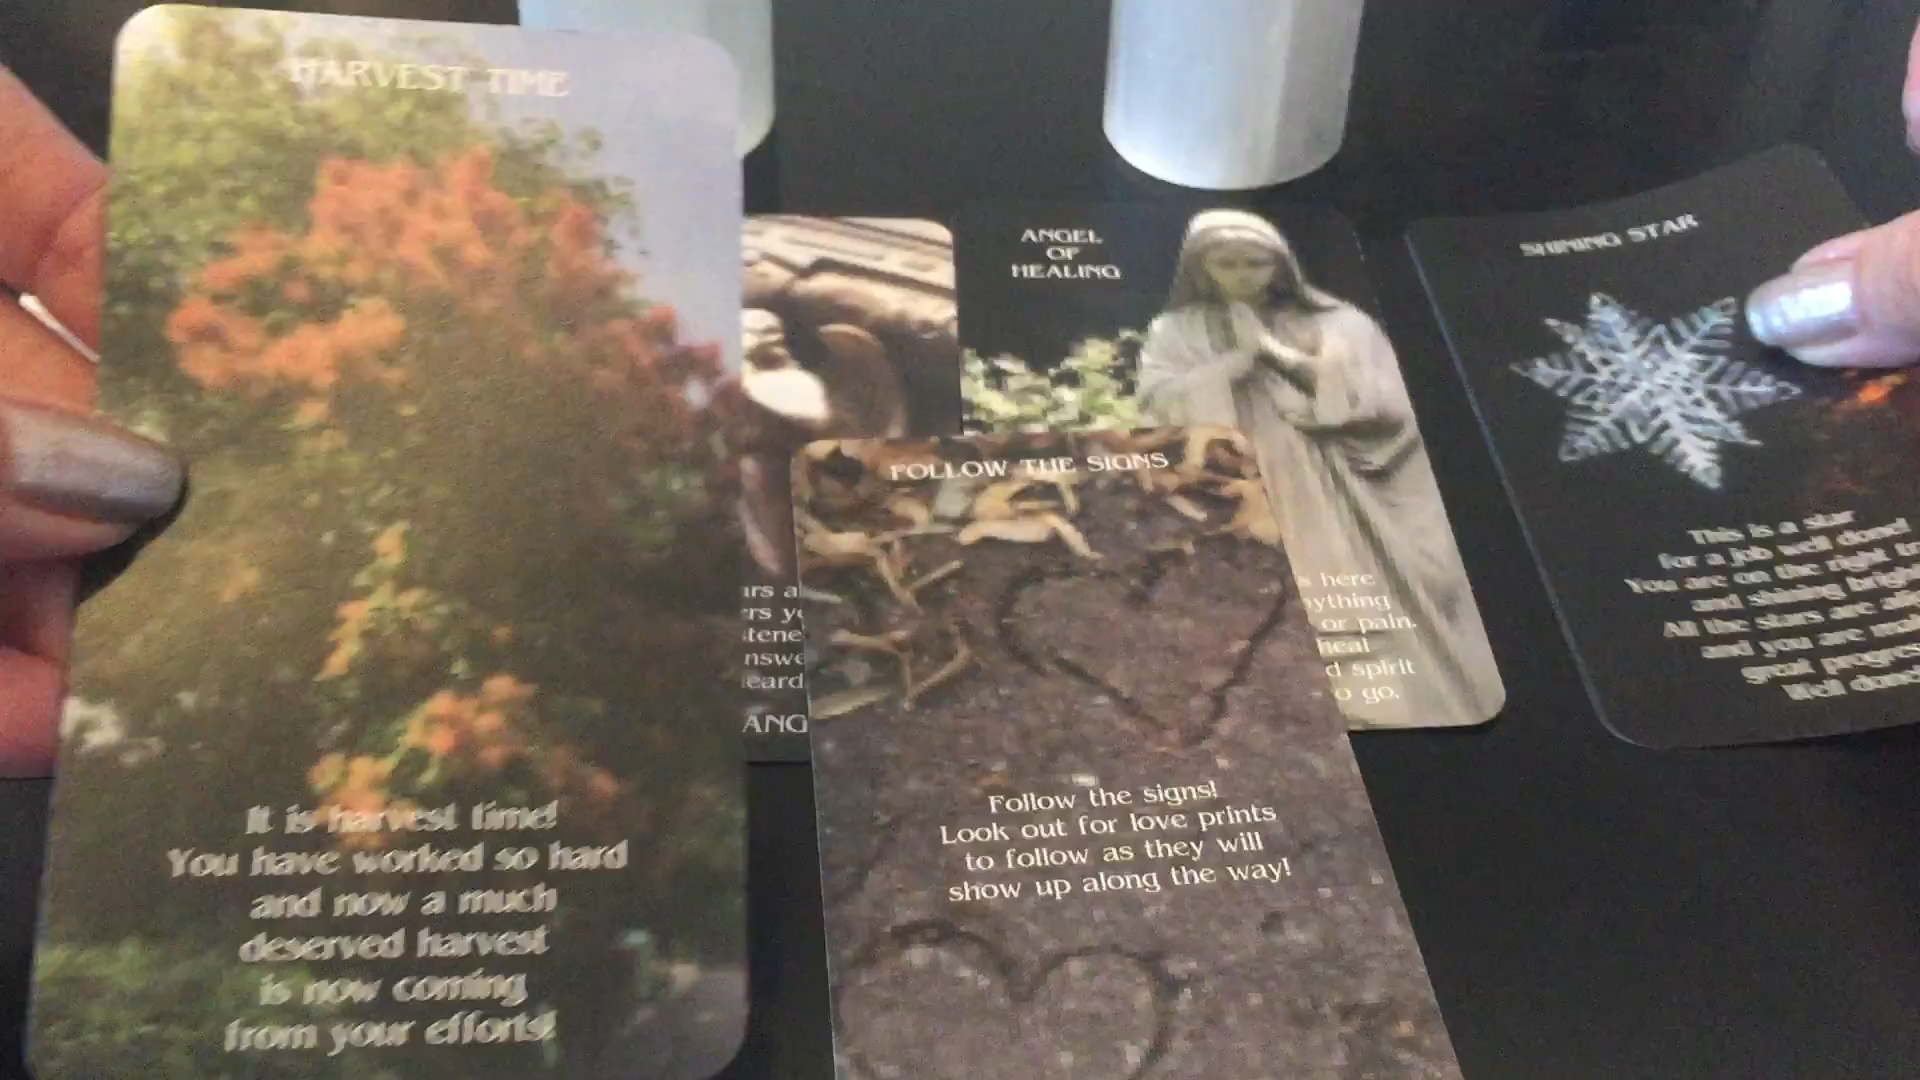 HARVEST TIME
It is harvest time!
You have worked so hard
and now a much
deserved harvest
is now coming
from your efforts!
ANGEL
OF
HEALING
s here
ything
or pain.
heal
d spirit
o go.
FOLLOW THE SIGNS
Follow the signs!
Look out for love prints
to follow as they will
show up along the way!
SHINING STAR
This is a star
for a job well done!
You are on the right
and shining
All the stars are
and you are
great progress
Well done!